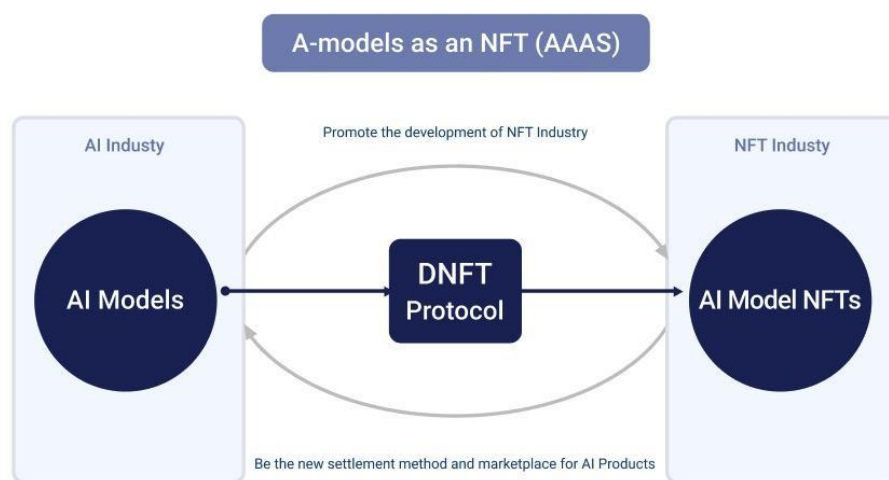 A-models as an NFT (AAAS)
AI Industy
Promote the development of NFT Industry
NFT Industy
AI Models
DNFT
Protocol
AI Model NFTs
Be the new settlement method and marketplace for AI Products